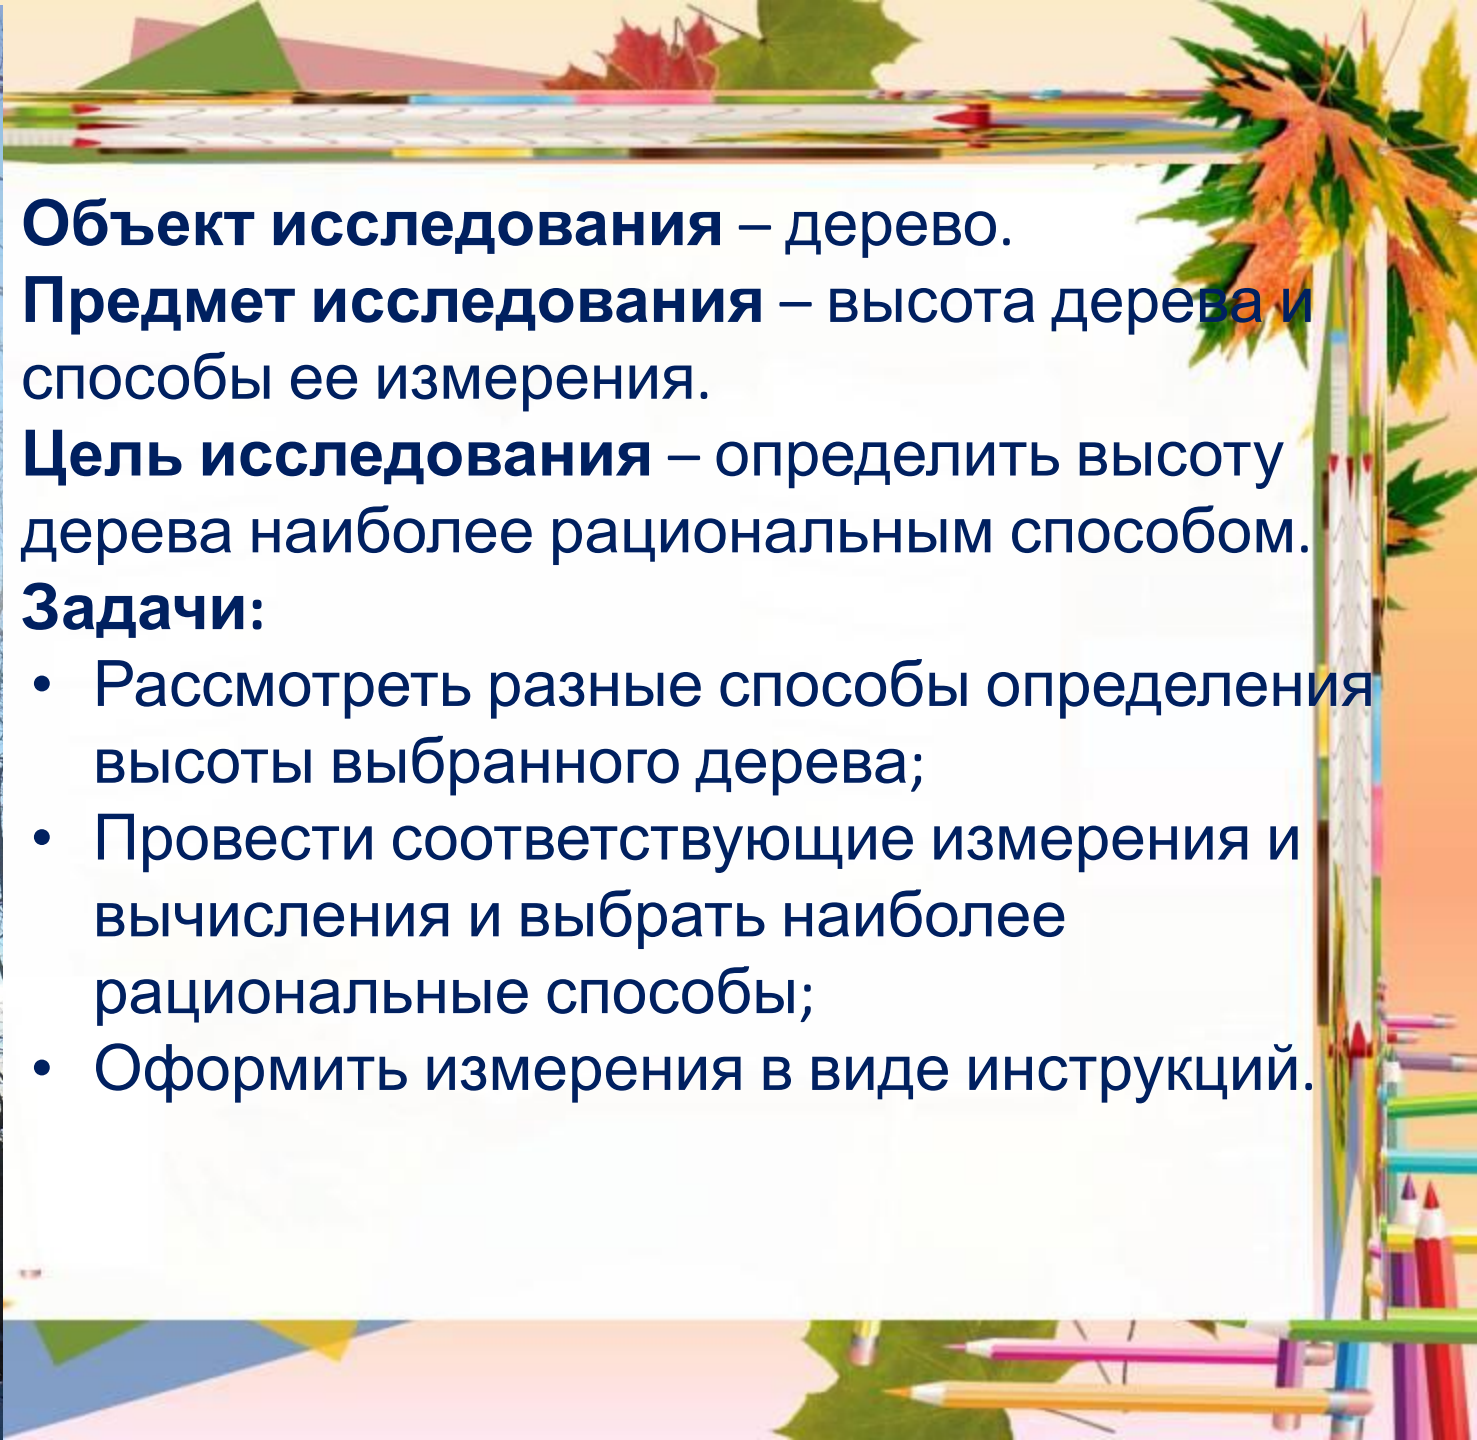 Объект исследования – дерево.
Предмет исследования – высота дерева и
способы ее измерения.
Цель исследования – определить высоту
дерева наиболее рациональным способом.
Задачи:
• Рассмотреть разные способы определения
высоты выбранного дерева;
• Провести соответствующие измерения и
вычисления и выбрать наиболее
рациональные способы;
• Оформить измерения в виде инструкций.